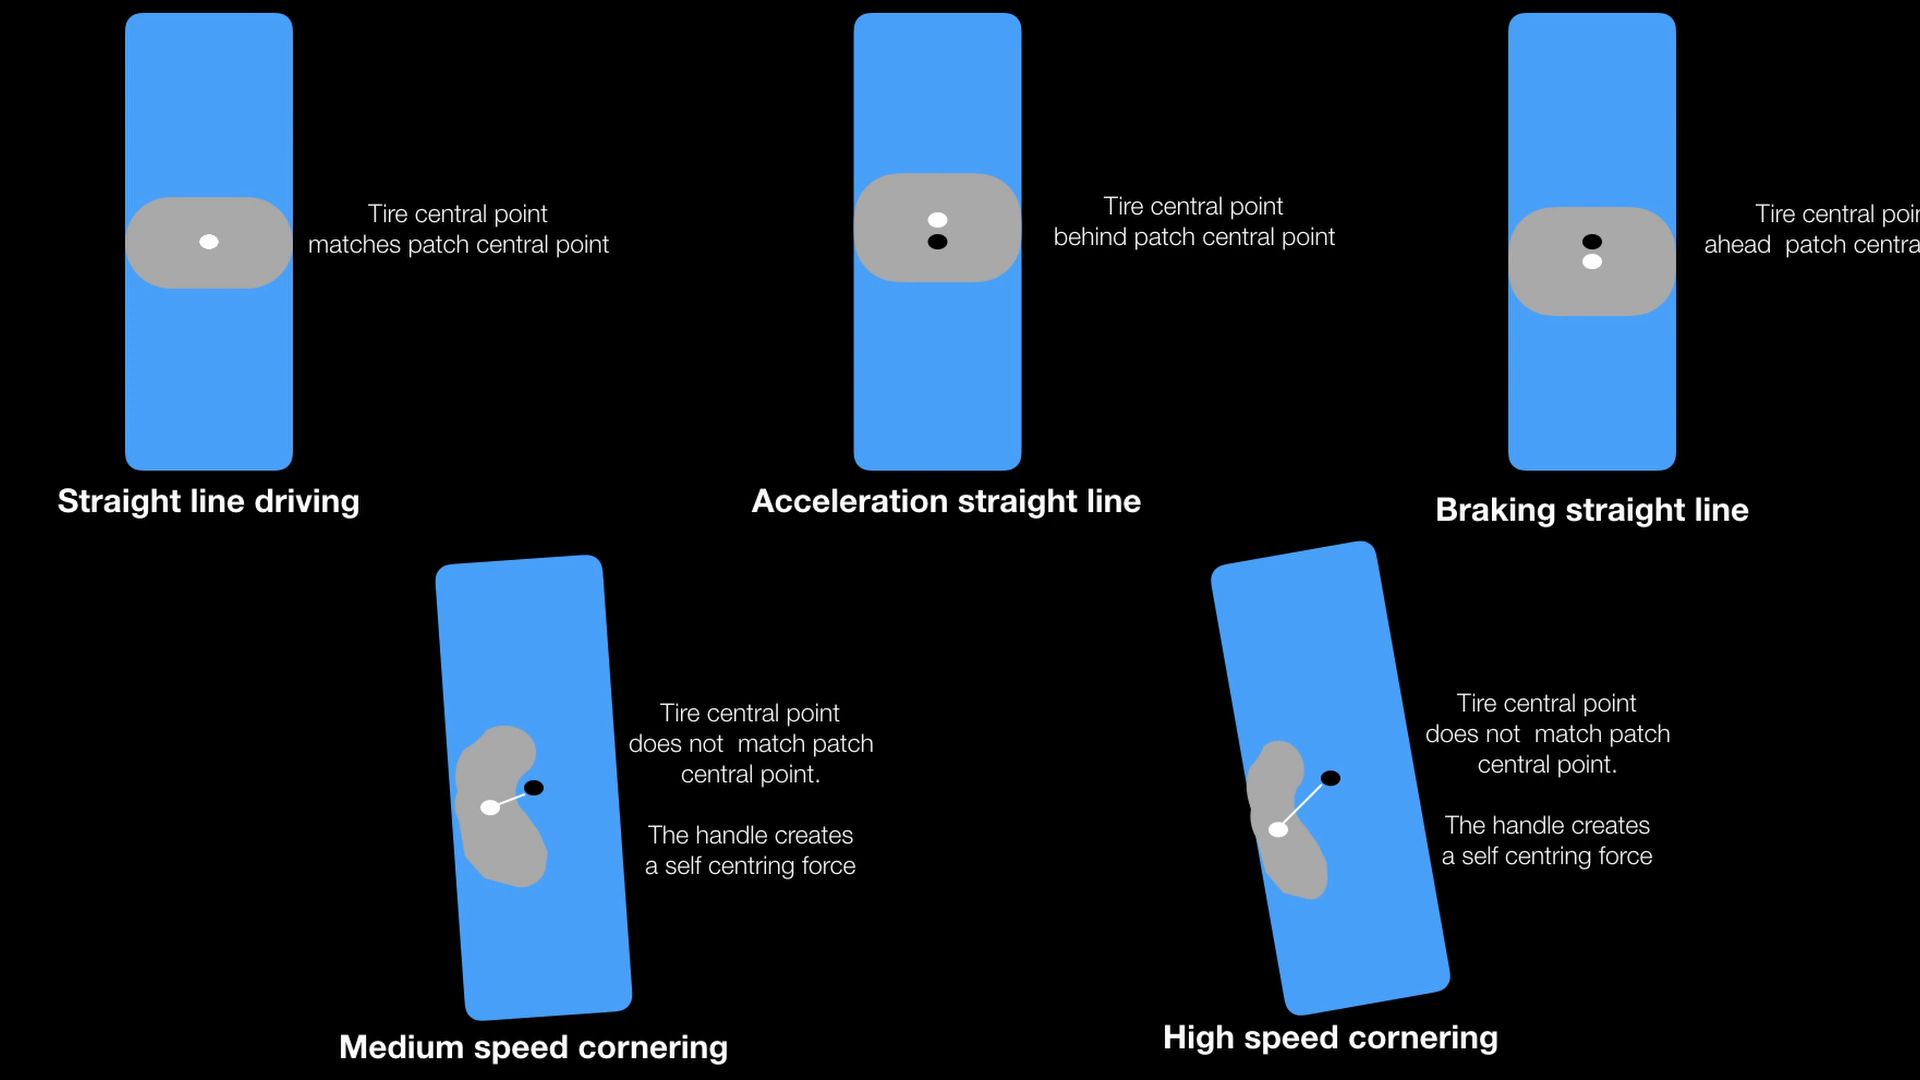 Tire central point
matches patch central point
Straight line driving
Tire central point
behind patch central point
Acceleration straight line
Tire central
ahead  patch
Braking straight line
Tire central point
does not  match patch
central point.
The handle creates
a self centring force
Medium speed cornering
Tire central point
does not  match patch
central point.
The handle creates
a self centring force
High speed cornering